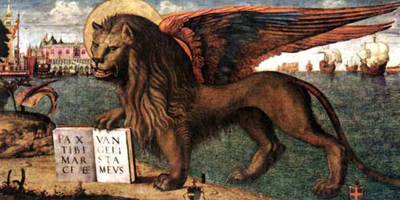 PAX
TIBI
MAR
CE E
VAN
GELI
STA
MEVS